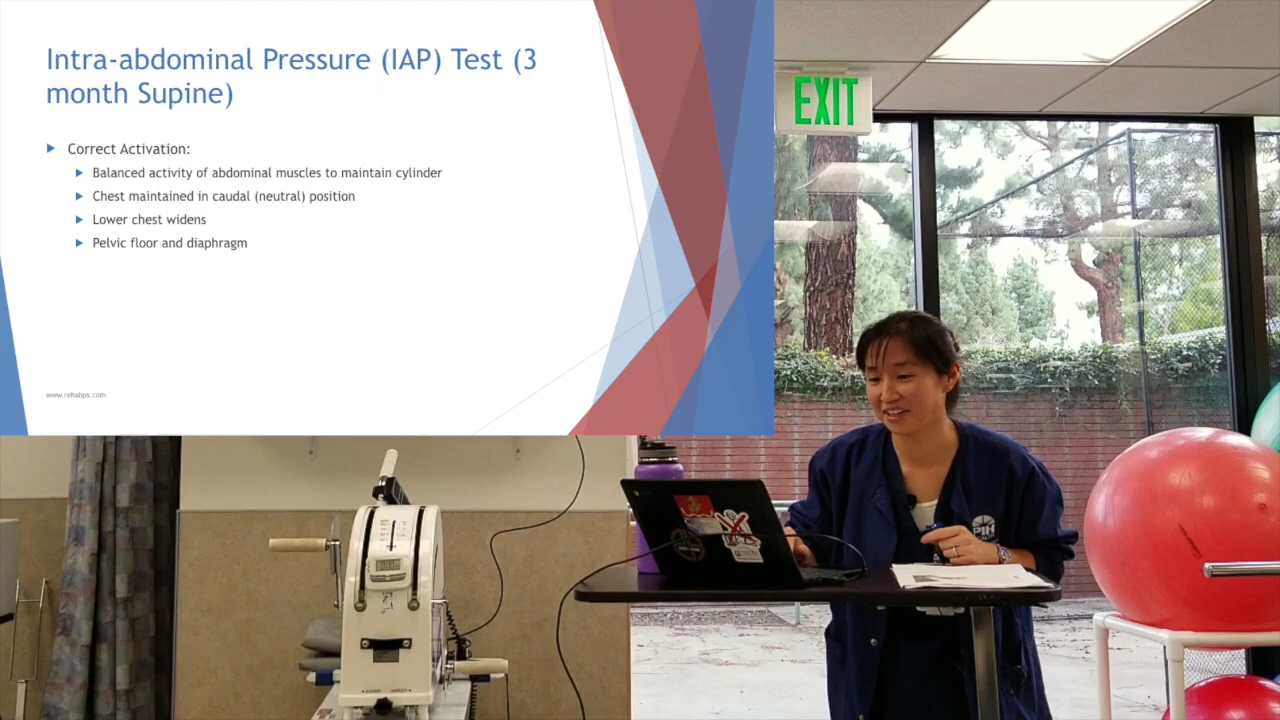 Intra-abdominal Pressure (IAP) Test (3
month Supine)
Correct Activation:
Balanced activity of abdominal muscles to maintain cylinder
Chest maintained in caudal (neutral) position
Lower chest widens
Pelvic floor and diaphragm
www.rehabps.com
EXIT
PIH